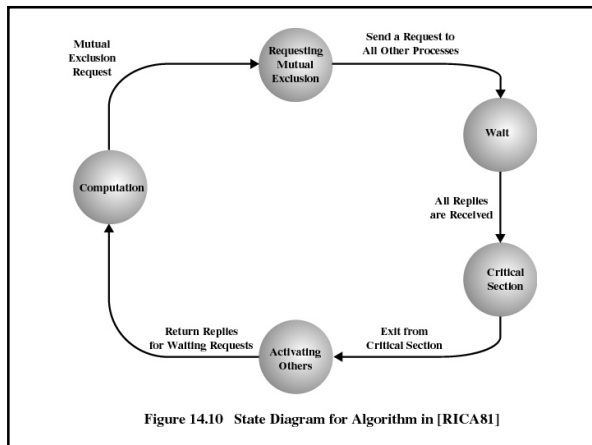 Mutual
Exclusion
Request
Requesting
Mutual
Exclusion
Send a Request to
All Other Processes
Wait
Computation
All Replies
are Received
Critical
Section
Return Replies
for Waiting Requests
Activating
Others
Exit from
Critical Section
Figure 14.10 State Diagram for Algorithm in [RICA81]